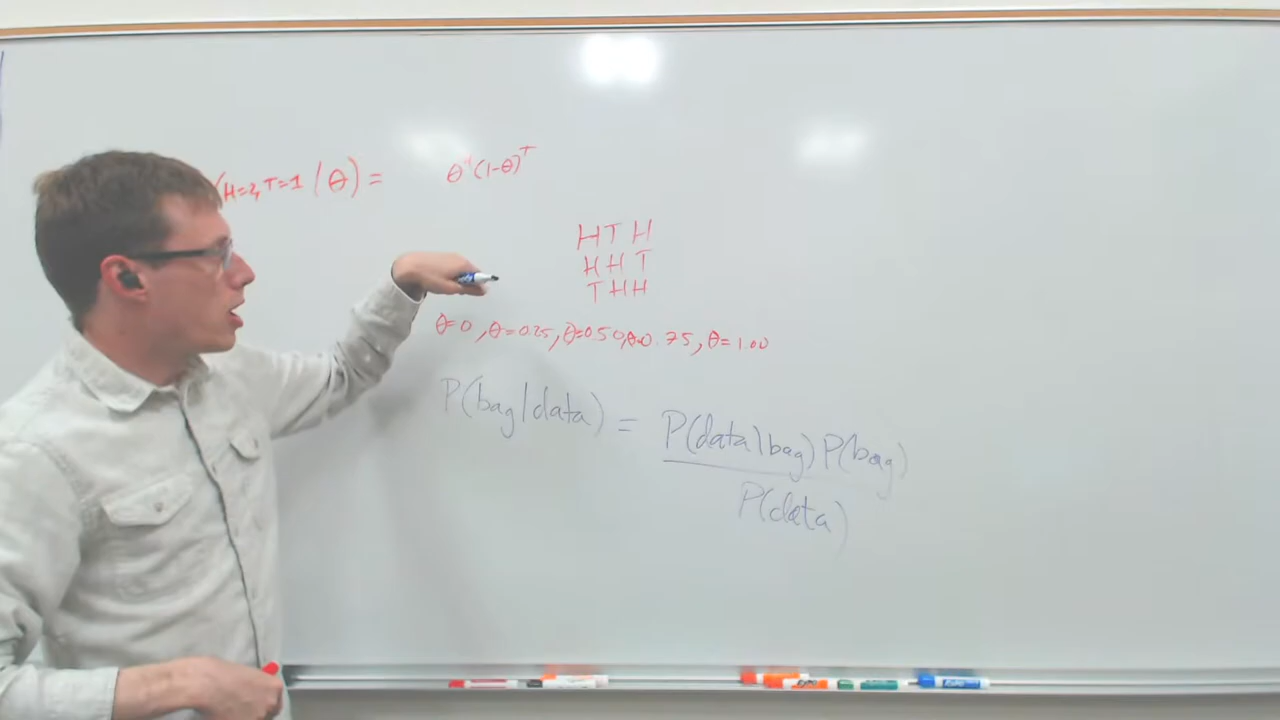 (H=2, T=1 | θ) = θᴴ(1-θ)ᵀ
HTH
HHT
THH
θ=0, θ=0.25, θ=0.50, θ=0.75, θ=1.00
P(bag|data) = P(data|bag) P(bag)
P(data)